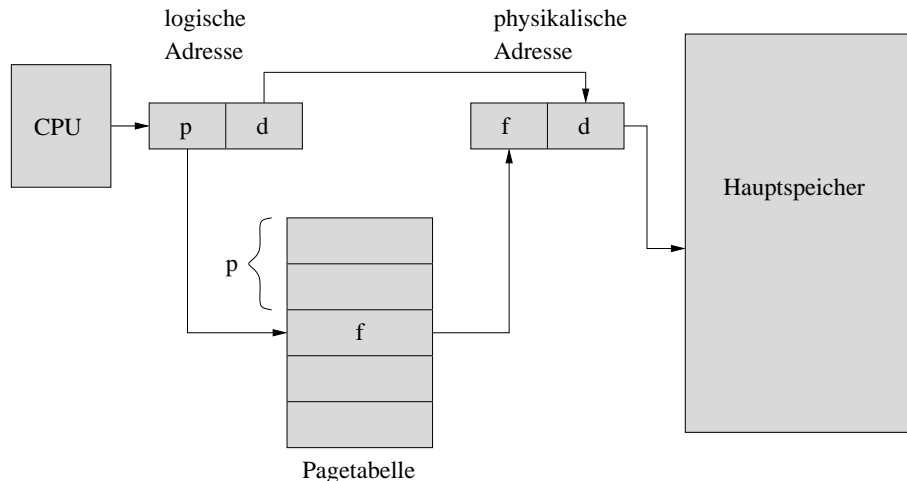 logische
Adresse
physikalische
Adresse
CPU
p
d
f
d
Hauptspeicher
p
f
Pagetabelle